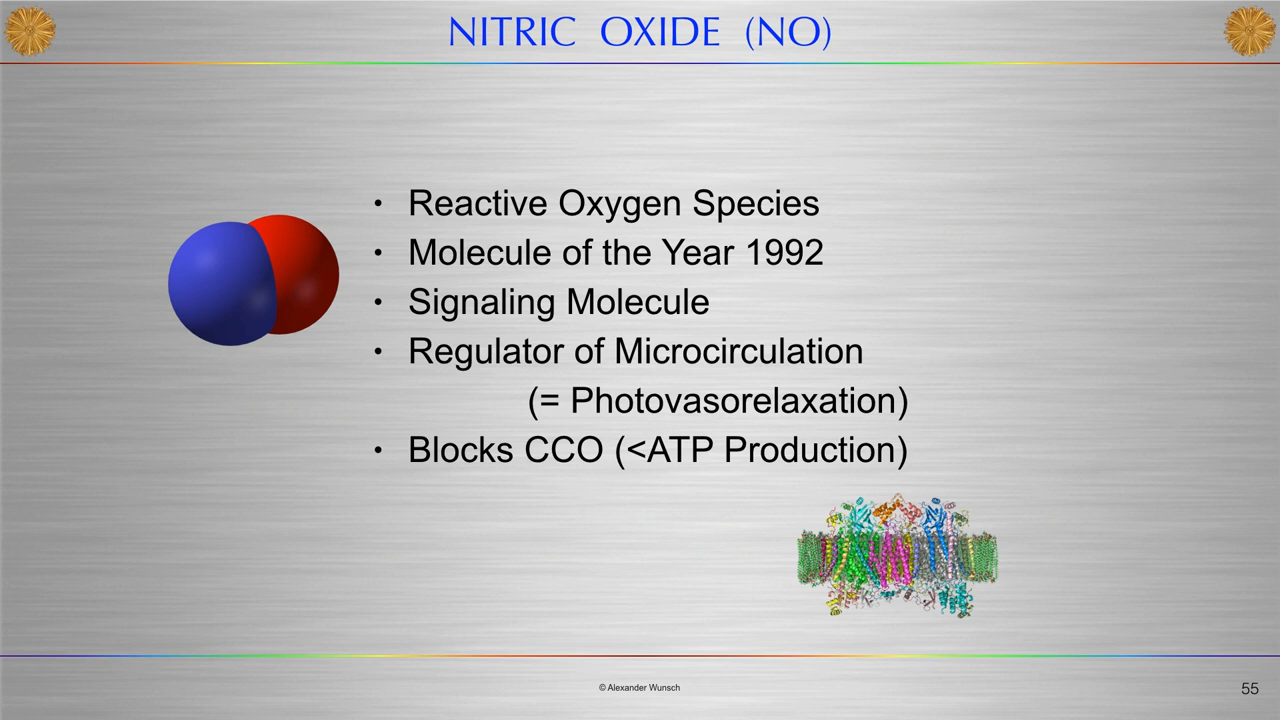 NITRIC OXIDE (NO)
• Reactive Oxygen Species
• Molecule of the Year 1992
• Signaling Molecule
• Regulator of Microcirculation
(= Photovasorelaxation)
• Blocks CCO (<ATP Production)
© Alexander Wunsch
55